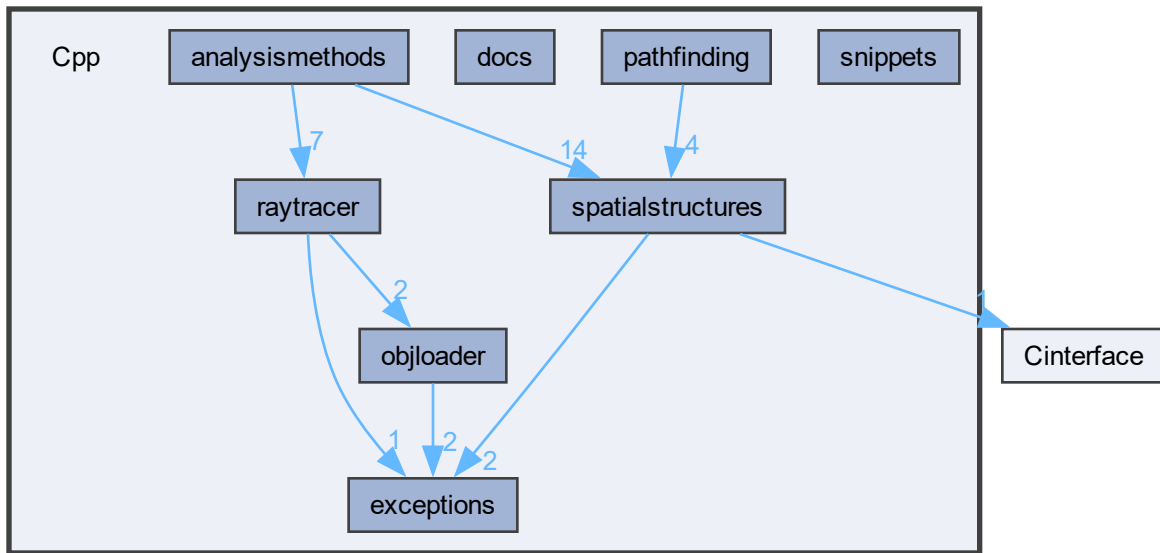 Cpp
analysismethods
docs
pathfinding
snippets
7
14
4
raytracer
spatialstructures
2
1
objloader
Cinterface
1
2
2
exceptions